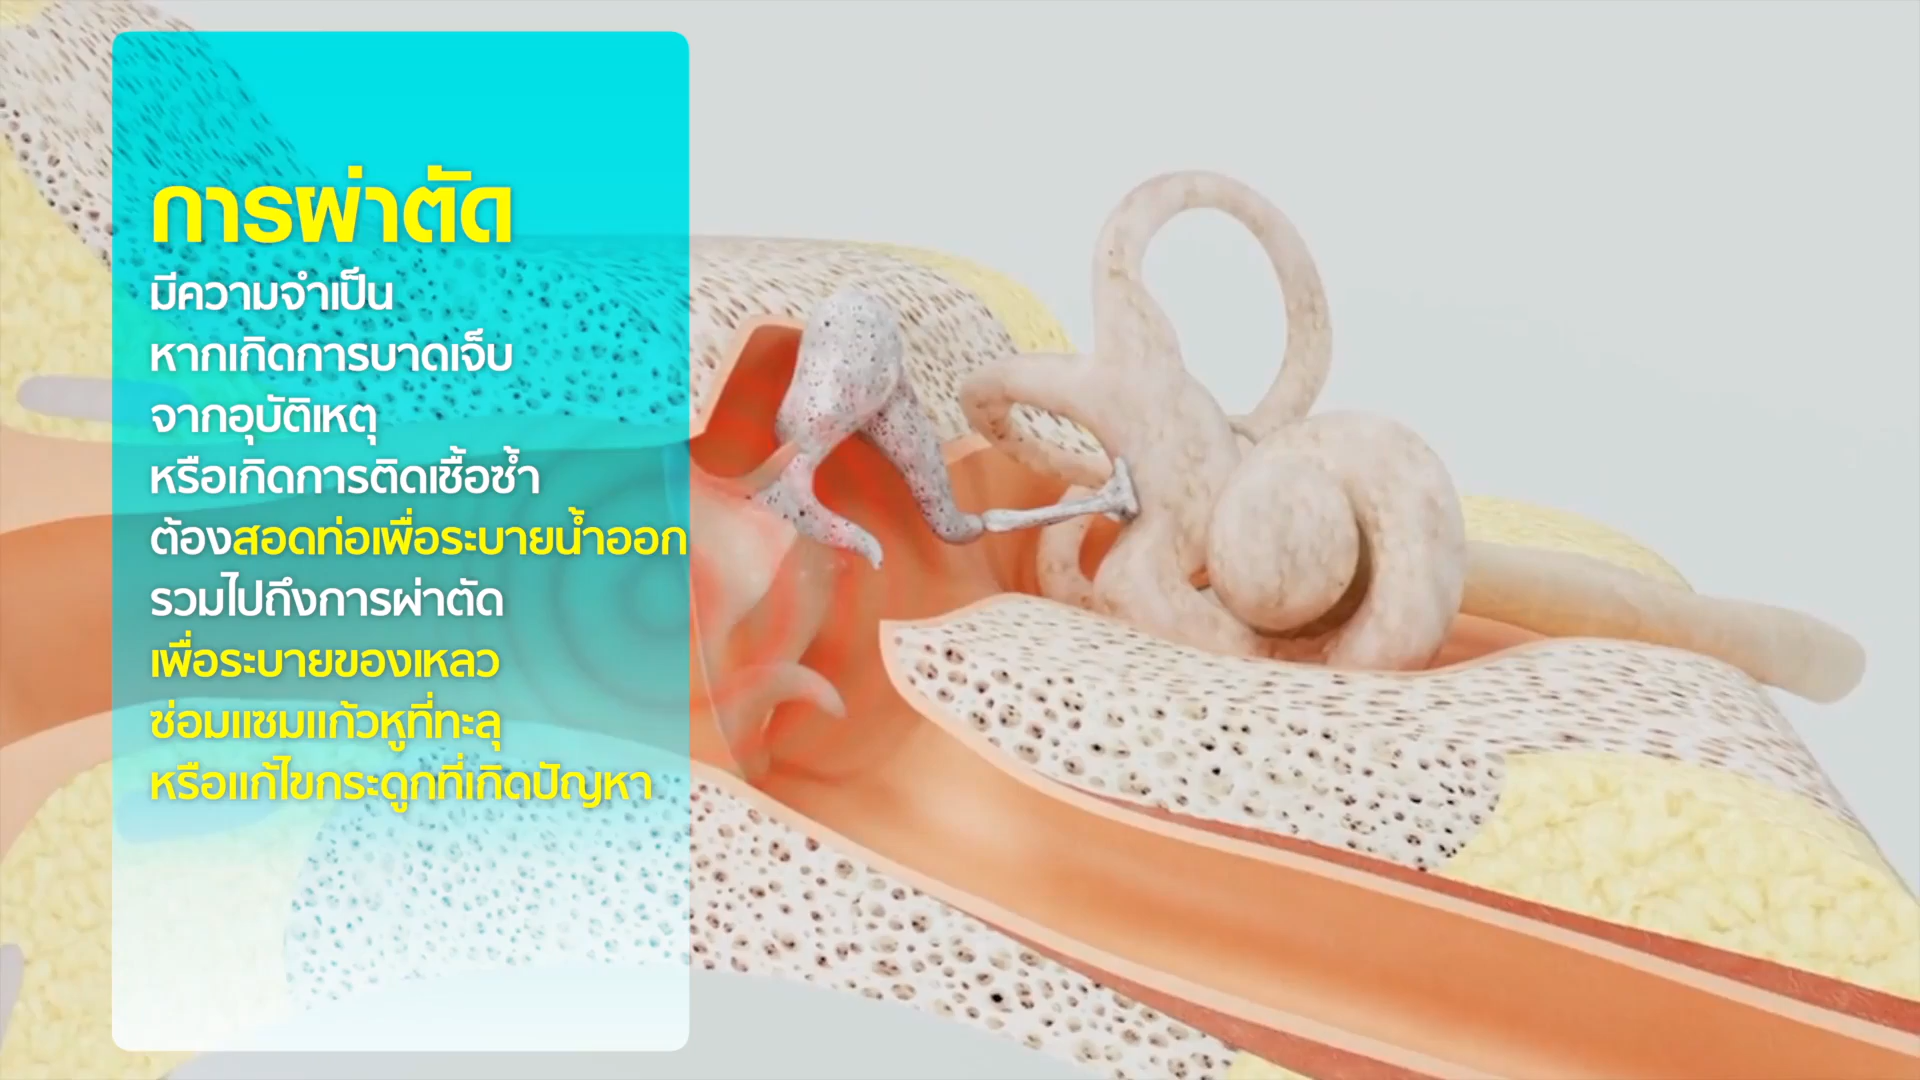 การผ่าตัด
มีความจำเป็น
หากเกิดการบาดเจ็บ
จากอุบัติเหตุ
หรือเกิดการติดเชื้อซ้ำ
ต้องสอดท่อเพื่อระบายน้ำออก
รวมไปถึงการผ่าตัด
เพื่อระบายของเหลว
ซ่อมแซมแก้วหูที่ทะลุ
หรือแก้ไขกระดูกที่เกิดปัญหา